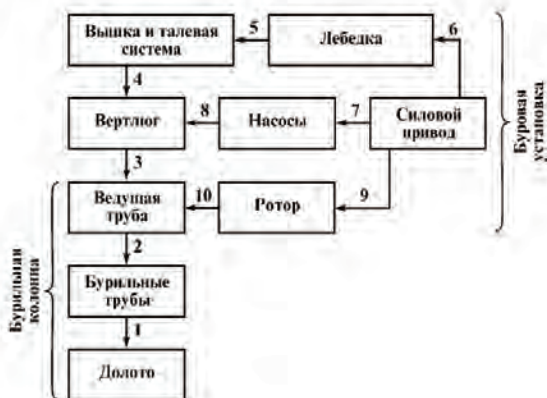 Вышка и талевая
система
5
Лебедка
6
4
Вертлюг
8
Насосы
7
Силовой
привод
Буровая
установка
3
Ведущая
труба
10
Ротор
9
2
Бурильная
колонна
Бурильные
трубы
1
Долото